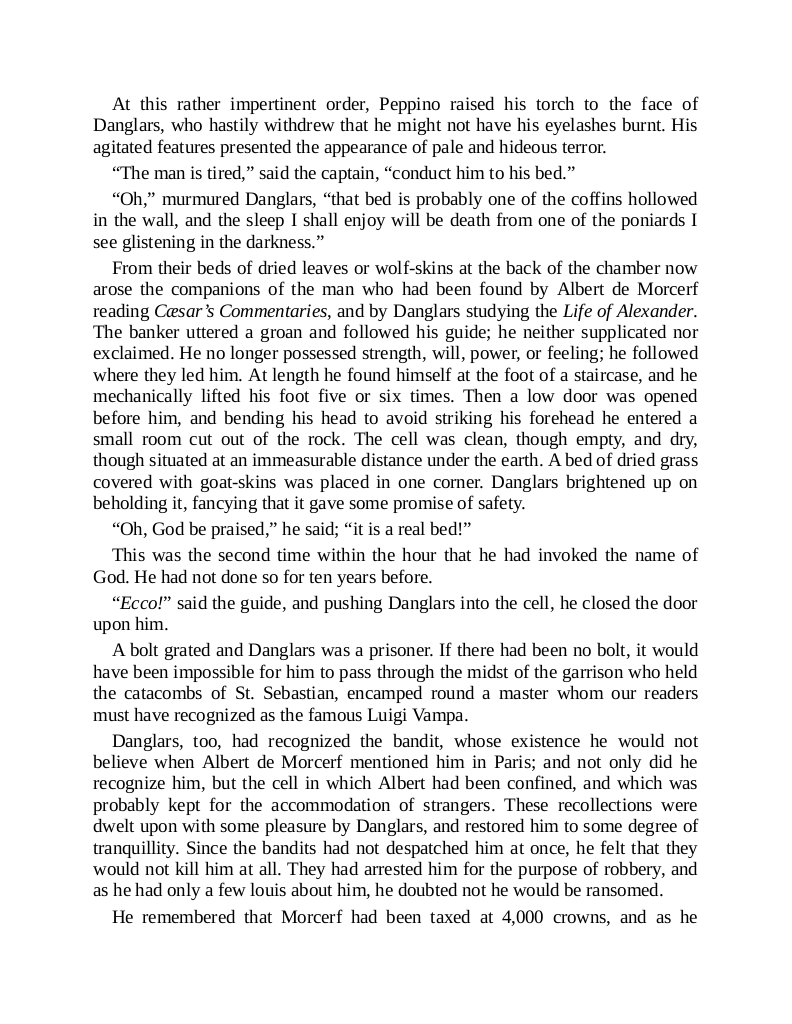 At this rather impertinent order, Peppino raised his torch to the face of
Danglars, who hastily withdrew that he might not have his eyelashes burnt. His
agitated features presented the appearance of pale and hideous terror.
“The man is tired,” said the captain, “conduct him to his bed.”
“Oh,” murmured Danglars, “that bed is probably one of the coffins hollowed
in the wall, and the sleep I shall enjoy will be death from one of the poniards I
see glistening in the darkness.”
From their beds of dried leaves or wolf-skins at the back of the chamber now
arose the companions of the man who had been found by Albert de Morcerf
reading Cæsar’s Commentaries, and by Danglars studying the Life of Alexander.
The banker uttered a groan and followed his guide; he neither supplicated nor
exclaimed. He no longer possessed strength, will, power, or feeling; he followed
where they led him. At length he found himself at the foot of a staircase, and he
mechanically lifted his foot five or six times. Then a low door was opened
before him, and bending his head to avoid striking his forehead he entered a
small room cut out of the rock. The cell was clean, though empty, and dry,
though situated at an immeasurable distance under the earth. A bed of dried grass
covered with goat-skins was placed in one corner. Danglars brightened up on
beholding it, fancying that it gave some promise of safety.
“Oh, God be praised,” he said; “it is a real bed!”
This was the second time within the hour that he had invoked the name of
God. He had not done so for ten years before.
“Ecco!” said the guide, and pushing Danglars into the cell, he closed the door
upon him.
A bolt grated and Danglars was a prisoner. If there had been no bolt, it would
have been impossible for him to pass through the midst of the garrison who held
the catacombs of St. Sebastian, encamped round a master whom our readers
must have recognized as the famous Luigi Vampa.
Danglars, too, had recognized the bandit, whose existence he would not
believe when Albert de Morcerf mentioned him in Paris; and not only did he
recognize him, but the cell in which Albert had been confined, and which was
probably kept for the accommodation of strangers. These recollections were
dwelt upon with some pleasure by Danglars, and restored him to some degree of
tranquillity. Since the bandits had not despatched him at once, he felt that they
would not kill him at all. They had arrested him for the purpose of robbery, and
as he had only a few louis about him, he doubted not he would be ransomed.
He remembered that Morcerf had been taxed at 4,000 crowns, and as he